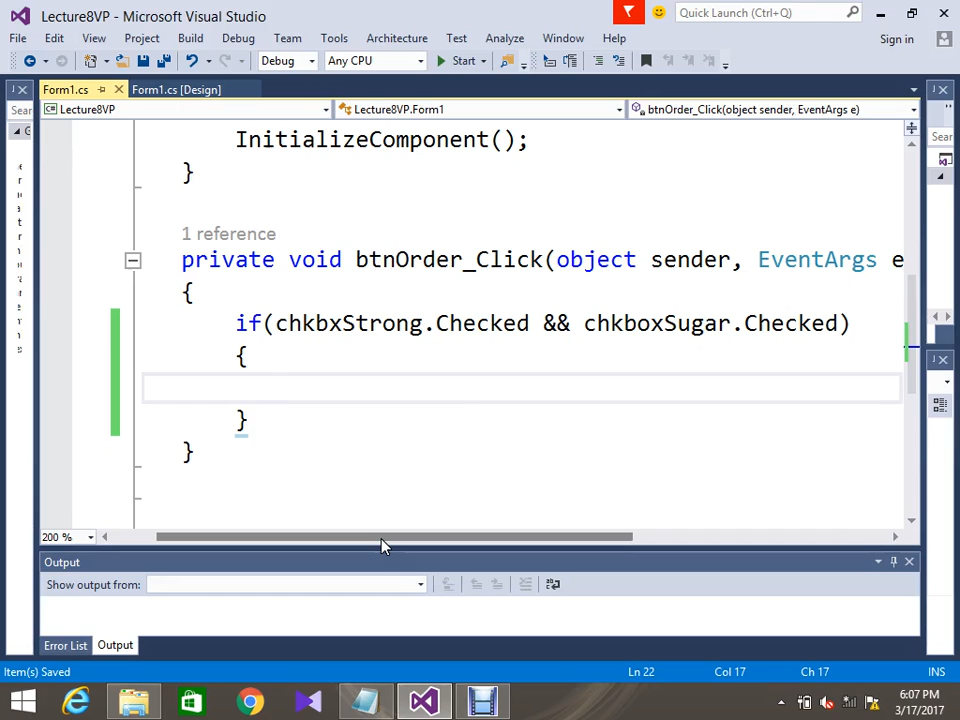 Lecture8VP - Microsoft Visual Studio
Quick Launch (Ctrl+Q)
File Edit View Project Build Debug Team Tools Architecture Test Analyze Window Help Sign in
Debug Any CPU Start
Form1.cs Form1.cs [Design]
Sear
Lecture8VP Lecture8VP.Form1 btnOrder_Click(object sender, EventArgs e)
Sear
InitializeComponent();
}
1 reference
private void btnOrder_Click(object sender, EventArgs e
{
if(chkbxStrong.Checked && chkboxSugar.Checked)
{
}
}
200 %
Output
Show output from:
Error List Output
Item(s) Saved Ln 22 Col 17 Ch 17 INS
6:07 PM
3/17/2017